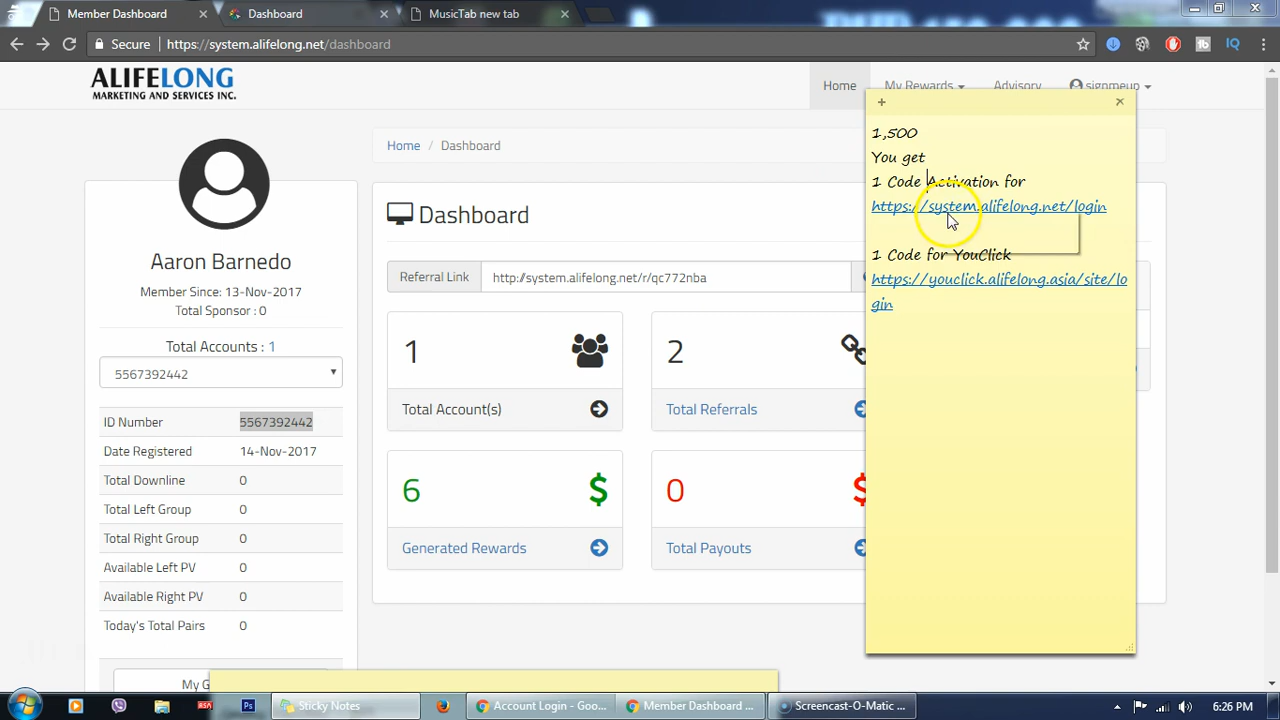 Member Dashboard
Dashboard
MusicTab new tab
Secure
https://system.alifelong.net/dashboard
ALIFELONG
MARKETING AND SERVICES INC.
Home
My Rewards
Advisory
signmeup
Aaron Barnedo
Member Since: 13-Nov-2017
Total Sponsor : 0
Total Accounts : 1
5567392442
ID Number 5567392442
Date Registered 14-Nov-2017
Total Downline 0
Total Left Group 0
Total Right Group 0
Available Left PV 0
Available Right PV 0
Today's Total Pairs 0
My G
Home / Dashboard
Dashboard
Referral Link http://system.alifelong.net/r/qc772nba
1
Total Account(s)
2
Total Referrals
6
Generated Rewards
0
Total Payouts
1,500
You get
1 Code Activation for
https://system.alifelong.net/login
1 Code for YouClick
https://youclick.alifelong.asia/site/lo
gin
Sticky Notes
Account Login - Goo...
Member Dashboard ...
Screencast-O-Matic ...
6:26 PM